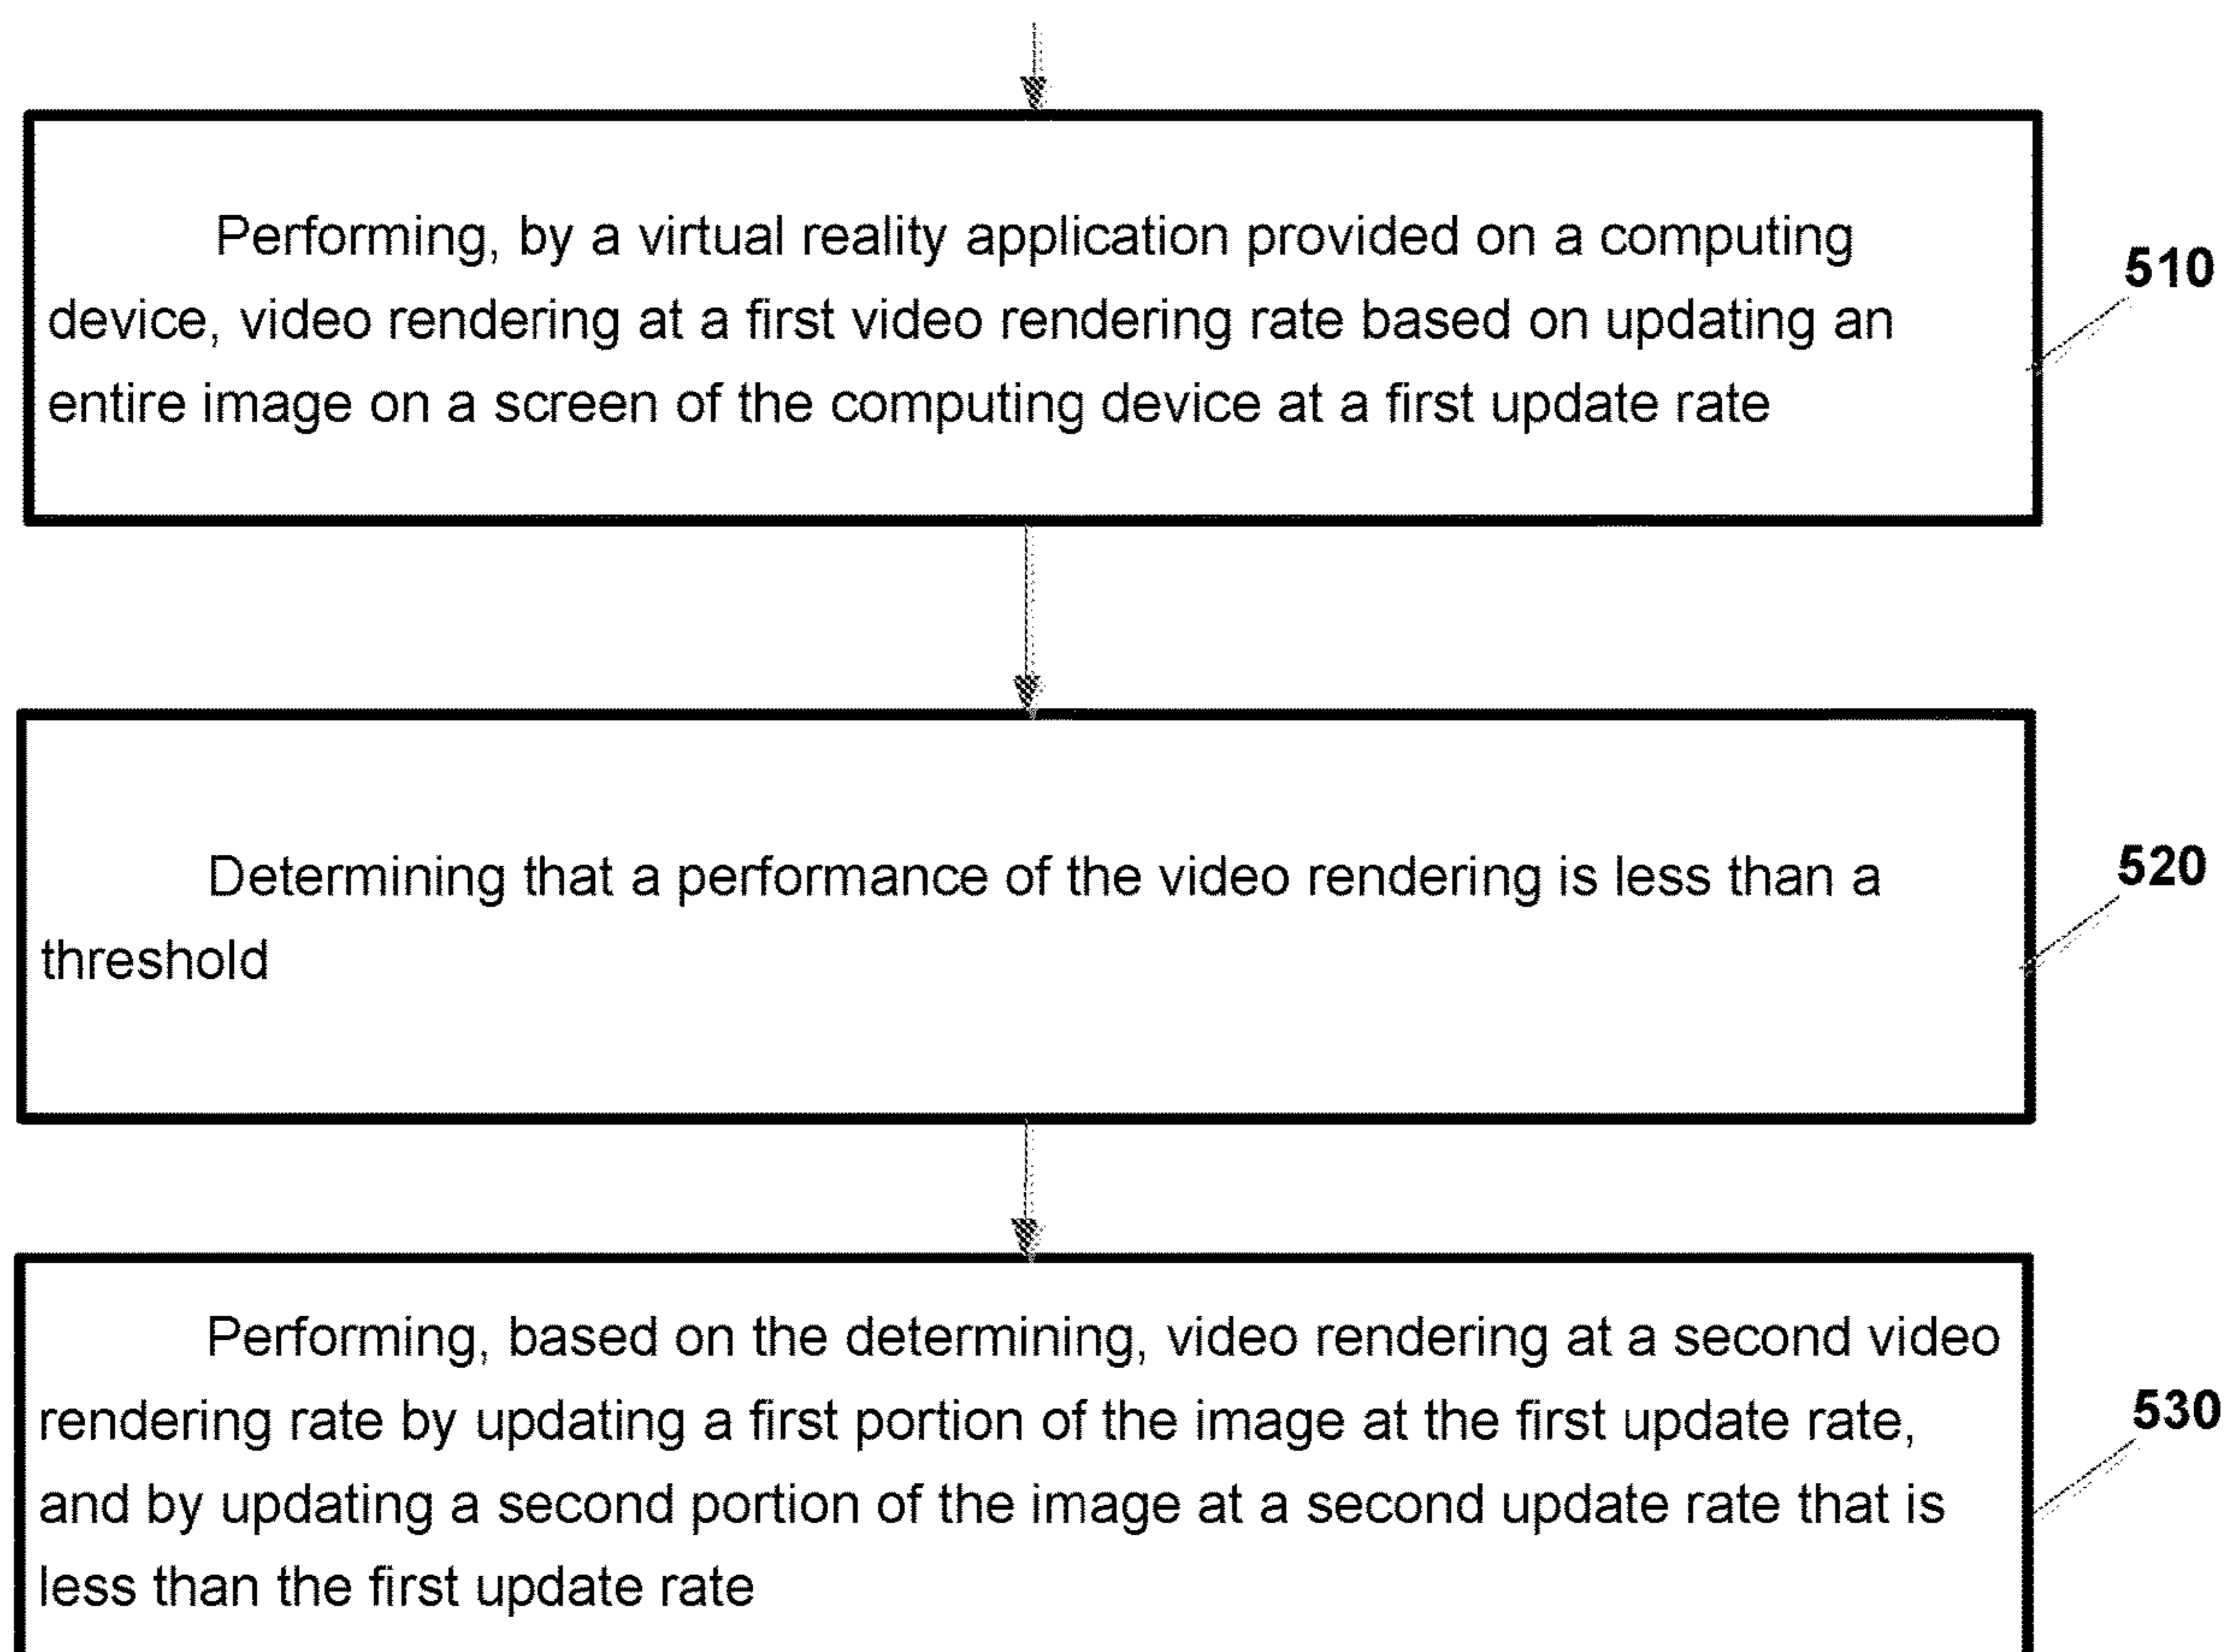 Performing, by a virtual reality application provided on a computing
device, video rendering at a first video rendering rate based on updating an
entire image on a screen of the computing device at a first update rate
510
Determining that a performance of the video rendering is less than a
threshold
520
Performing, based on the determining, video rendering at a second video
rendering rate by updating a first portion of the image at the first update rate,
and by updating a second portion of the image at a second update rate that is
less than the first update rate
530